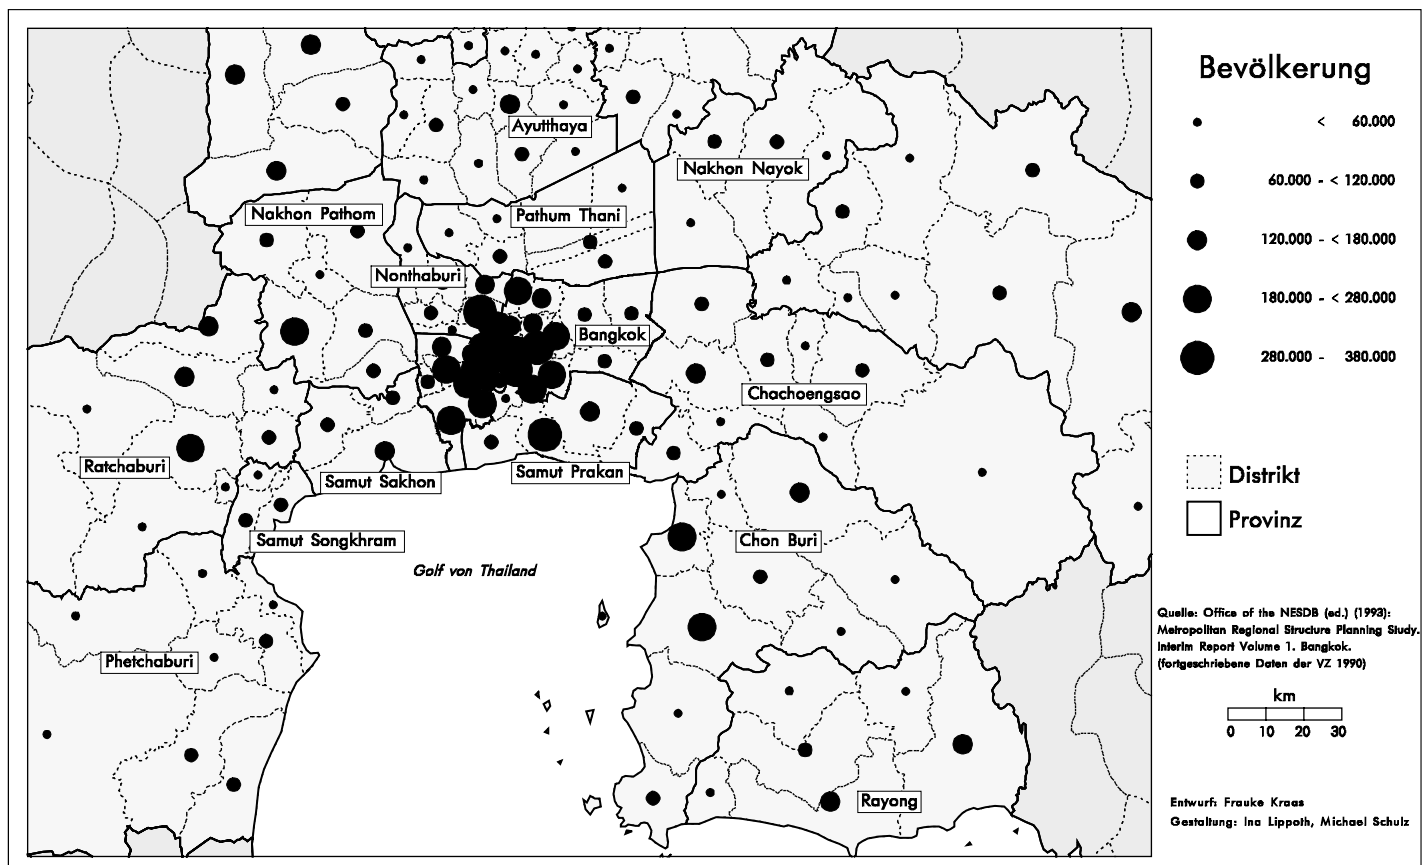 Ayutthaya
Nakhon Nayok
Nakhon Pathom
Pathum Thani
Nonthaburi
Bangkok
Chachoengsao
Ratchaburi
Samut Sakhon
Samut Prakan
Samut Songkhram
Chon Buri
Golf von Thailand
Phetchaburi
Rayong
Bevölkerung
< 60.000
60.000 - < 120.000
120.000 - < 180.000
180.000 - < 280.000
280.000 - 380.000
Distrikt
Provinz
Quelle: Office of the NESDB (ed.) (1993):
Metropolitan Regional Structure Planning Study.
Interim Report Volume 1. Bangkok.
(fortgeschriebene Daten der VZ 1990)
km
0 10 20 30
Entwurf: Frauke Kraas
Gestaltung: Ina Lippoth, Michael Schulz